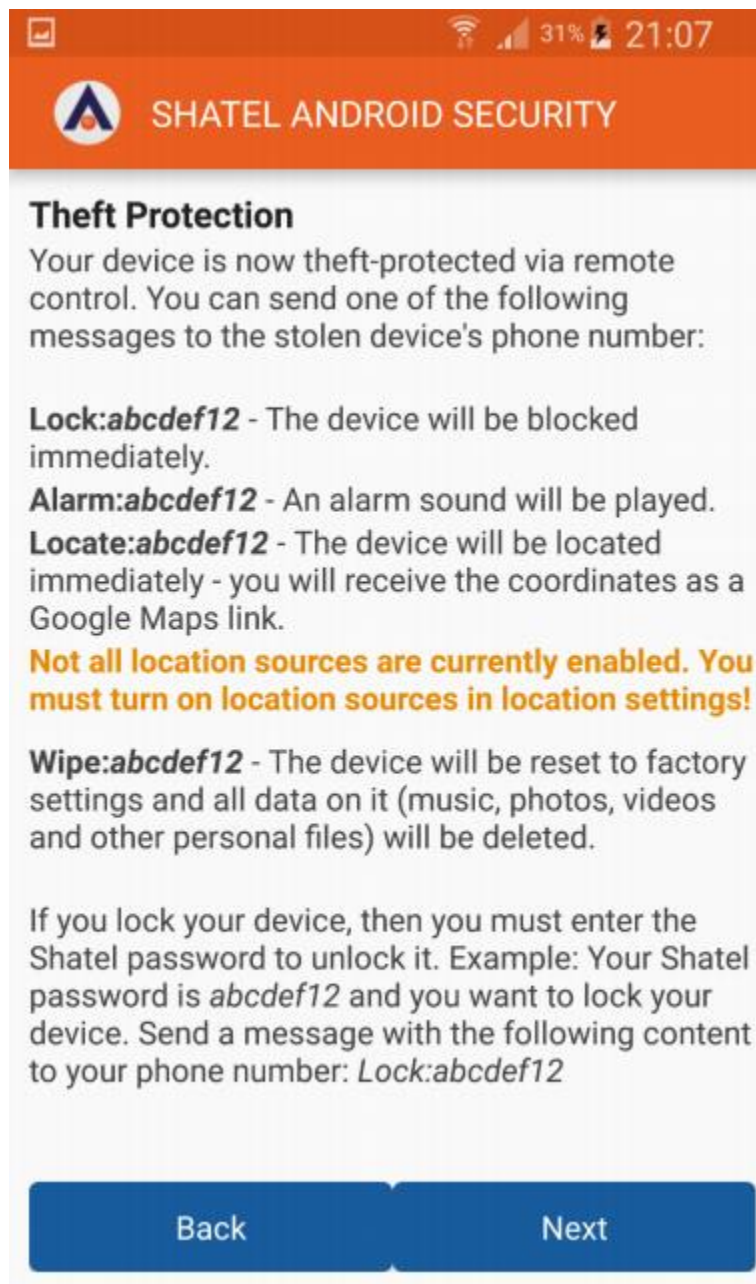 31% 21:07
SHATEL ANDROID SECURITY
Theft Protection
Your device is now theft-protected via remote
control. You can send one of the following
messages to the stolen device's phone number:
Lock:abcdef12 - The device will be blocked
immediately.
Alarm:abcdef12 - An alarm sound will be played.
Locate:abcdef12 - The device will be located
immediately - you will receive the coordinates as a
Google Maps link.
Not all location sources are currently enabled. You
must turn on location sources in location settings!
Wipe:abcdef12 - The device will be reset to factory
settings and all data on it (music, photos, videos
and other personal files) will be deleted.
If you lock your device, then you must enter the
Shatel password to unlock it. Example: Your Shatel
password is abcdef12 and you want to lock your
device. Send a message with the following content
to your phone number: Lock:abcdef12
Back Next